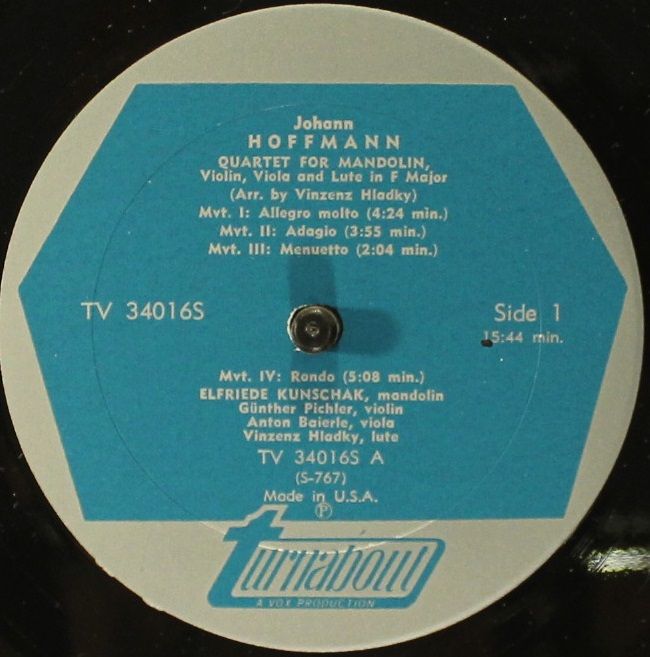 Johann
HOFFMANN
QUARTET FOR MANDOLIN,
Violin, Viola and Lute in F Major
(Arr. by Vinzenz Hladky)
Mvt. I: Allegro molto (4:24 min.)
Mvt. II: Adagio (3:55 min.)
Mvt. III: Menuetto (2:04 min.)
TV 34016S
Side 1
15:44 min.
Mvt. IV: Rondo (5:08 min.)
ELFRIEDE KUNSCHAK, mandolin
Günther Pichler, violin
Anton Baierle, viola
Vinzenz Hladky, lute
TV 34016S A
(S-767)
Made in U.S.A.
℗
turnabout
A VOX PRODUCTION